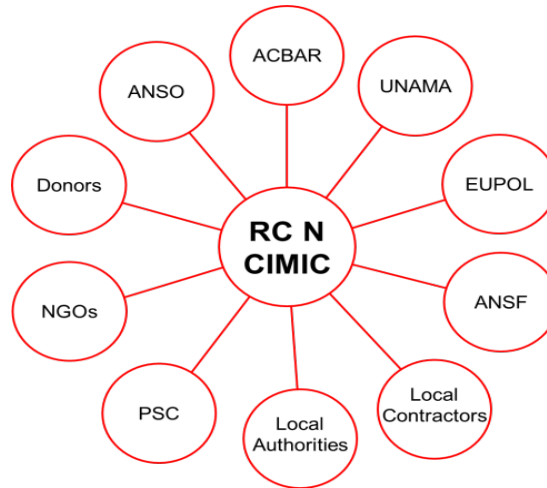 ACBAR
UNAMA
ANSO
EUPOL
Donors
RC N
CIMIC
ANSF
NGOs
Local
Contractors
PSC
Local
Authorities